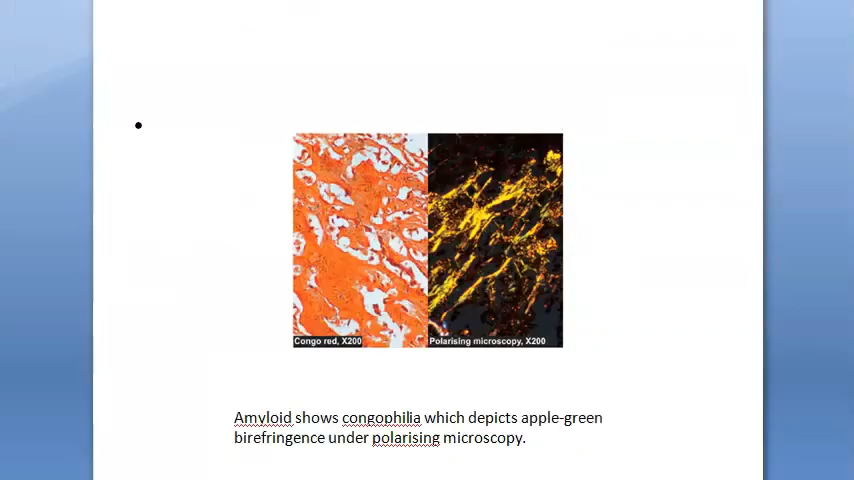 Congo red, X200
Polarising microscopy, X200
Amyloid shows congophilia which depicts apple-green
birefringence under polarising microscopy.